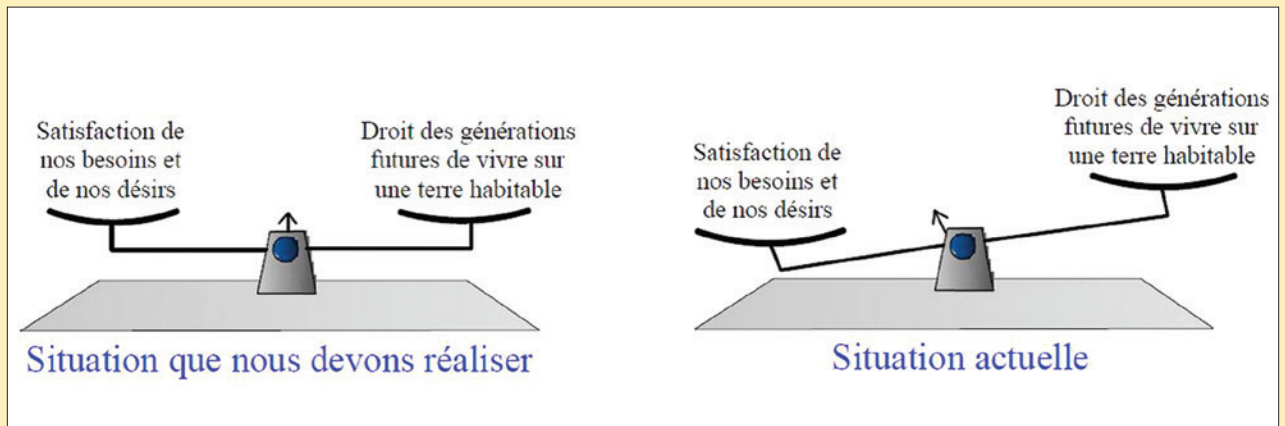 Satisfaction de
nos besoins et
de nos désirs
Droit des générations
futures de vivre sur
une terre habitable
Situation que nous devons réaliser
Satisfaction de
nos besoins et
de nos désirs
Droit des générations
futures de vivre sur
une terre habitable
Situation actuelle